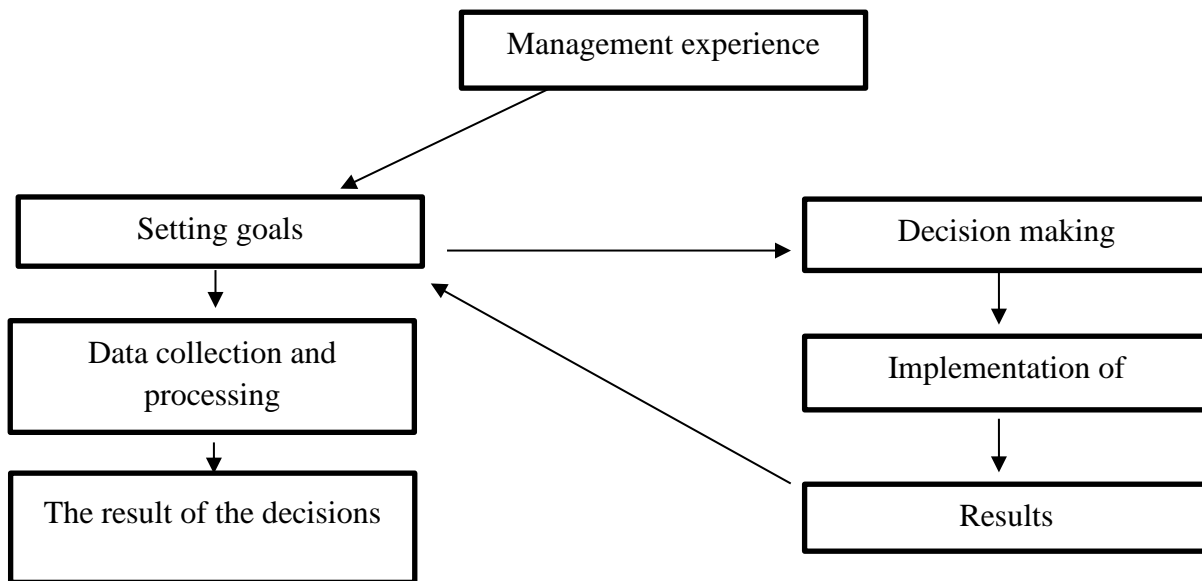 Management experience
Setting goals
Decision making
Data collection and
processing
Implementation of
The result of the decisions
Results